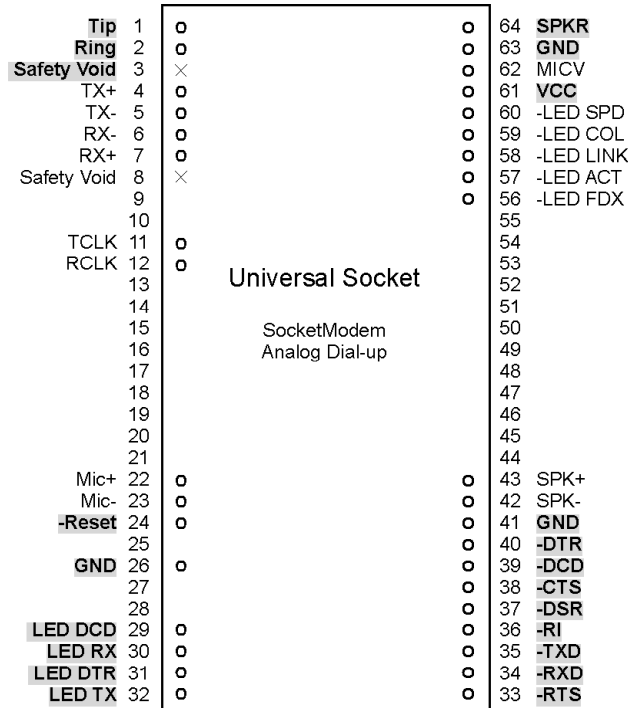 Tip 1 64 SPKR
Ring 2 63 GND
Safety Void 3 62 MICV
TX+ 4 61 VCC
TX- 5 60 -LED SPD
RX- 6 59 -LED COL
RX+ 7 58 -LED LINK
Safety Void 8 57 -LED ACT
9 56 -LED FDX
10 55
TCLK 11 54
RCLK 12 53
Universal Socket
13 52
14 51
15 SocketModem 50
16 Analog Dial-up 49
17 48
18 47
19 46
20 45
21 44
Mic+ 22 43 SPK+
Mic- 23 42 SPK-
-Reset 24 41 GND
25 40 -DTR
GND 26 39 -DCD
27 38 -CTS
28 37 -DSR
LED DCD 29 36 -RI
LED RX 30 35 -TXD
LED DTR 31 34 -RXD
LED TX 32 33 -RTS